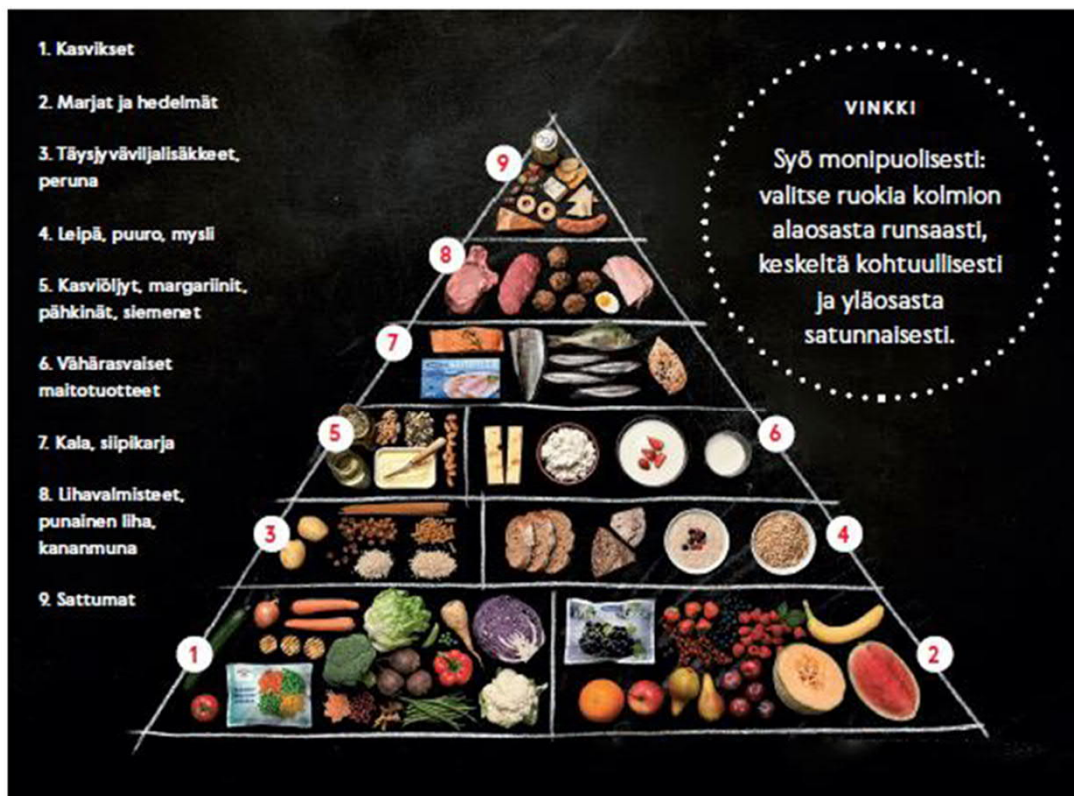 1. Kasvikset
2. Marjat ja hedelmät
3. Täysjyväviljalisäkkeet,
peruna
4. Leipä, puuro, mysli
5. Kasviöljyt, margariinit,
pähkinät, siemenet
6. Vähärasvaiset
maitotuotteet
7. Kala, siipikarja
8. Lihavalmisteet,
punainen liha,
kananmuna
9. Sattumat
VINKKI
Syö monipuolisesti:
valitse ruokia kolmion
alaosasta runsaasti,
keskeltä kohtuullisesti
ja yläosasta
satunnaisesti.
9
8
7
5
6
3
4
1
2